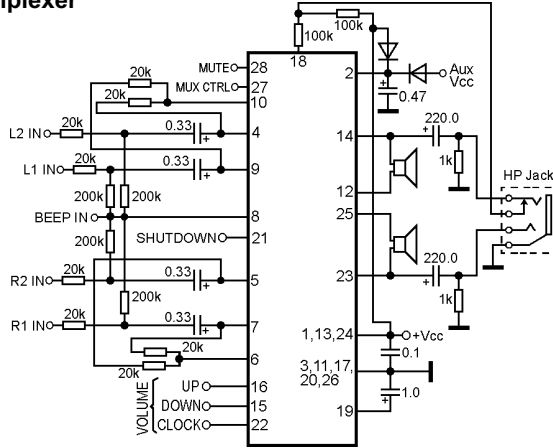 plexer
100k
100k
18
MUTE 28
MUX CTRL 27
20k
20k
10
2
Aux
Vcc
+
0.47
L2 IN 20k
0.33
+
4
14
220.0
+
L1 IN 20k
0.33
+
9
1k
HP Jack
200k 200k
12
BEEP IN 8
25
200k
SHUTDOWN 21
220.0
+
R2 IN 20k
0.33
+
5
23
200k
1k
R1 IN 20k
0.33
+
7
20k
20k
6
1,13,24
+Vcc
0.1
3,11,17,
20,26
1.0
+
19
VOLUME
UP 16
DOWN 15
CLOCK 22